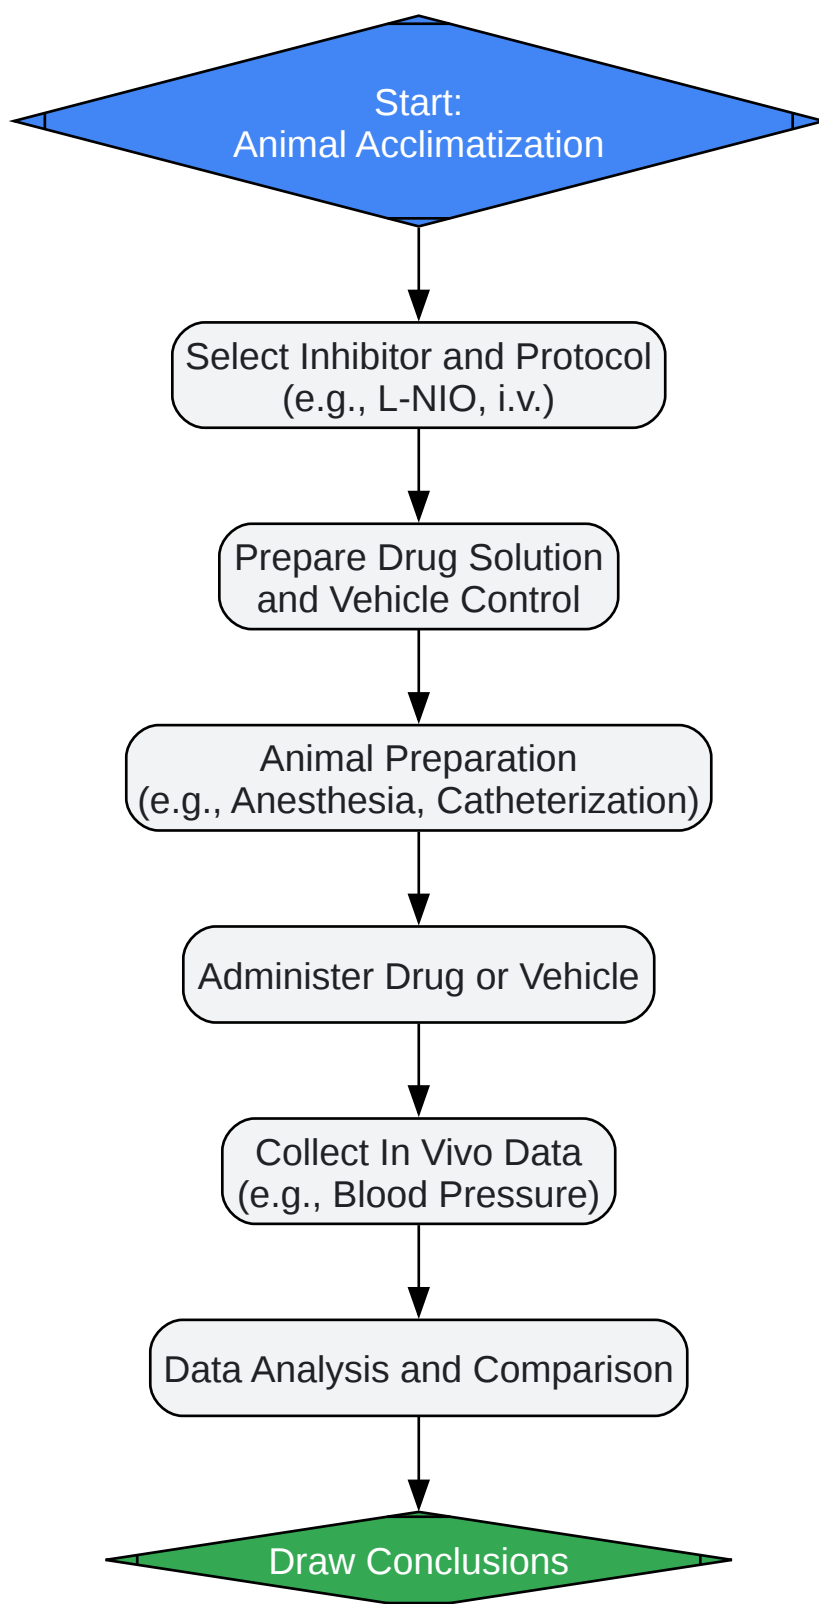 Start:
Animal Acclimatization
Select Inhibitor and Protocol
(e.g., L-NIO, i.v.)
Prepare Drug Solution
and Vehicle Control
Animal Preparation
(e.g., Anesthesia, Catheterization)
Administer Drug or Vehicle
Collect In Vivo Data
(e.g., Blood Pressure)
Data Analysis and Comparison
Draw Conclusions